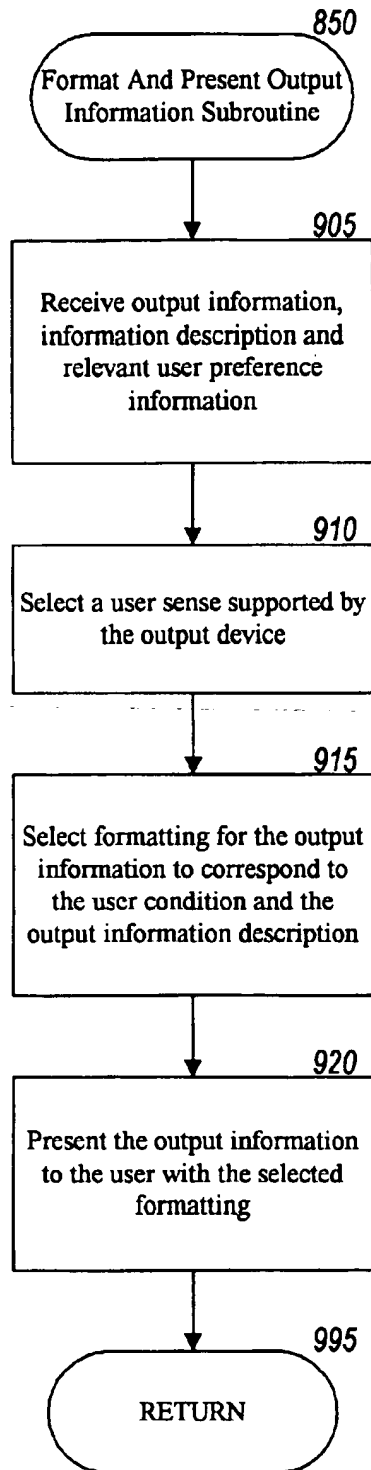 850
Format And Present Output
Information Subroutine
905
Receive output information,
information description and
relevant user preference
information
910
Select a user sense supported by
the output device
915
Select formatting for the output
information to correspond to
the user condition and the
output information description
920
Present the output information
to the user with the selected
formatting
995
RETURN